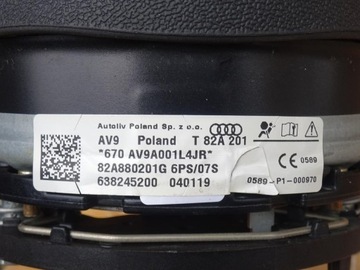 Autoliv Poland Sp. z o.o.
AV9 Poland T 82A 201
*670 AV9A001L4JR*
82A880201G 6PS/07S
638245200 040119
CE 0589
0589-P1-000970